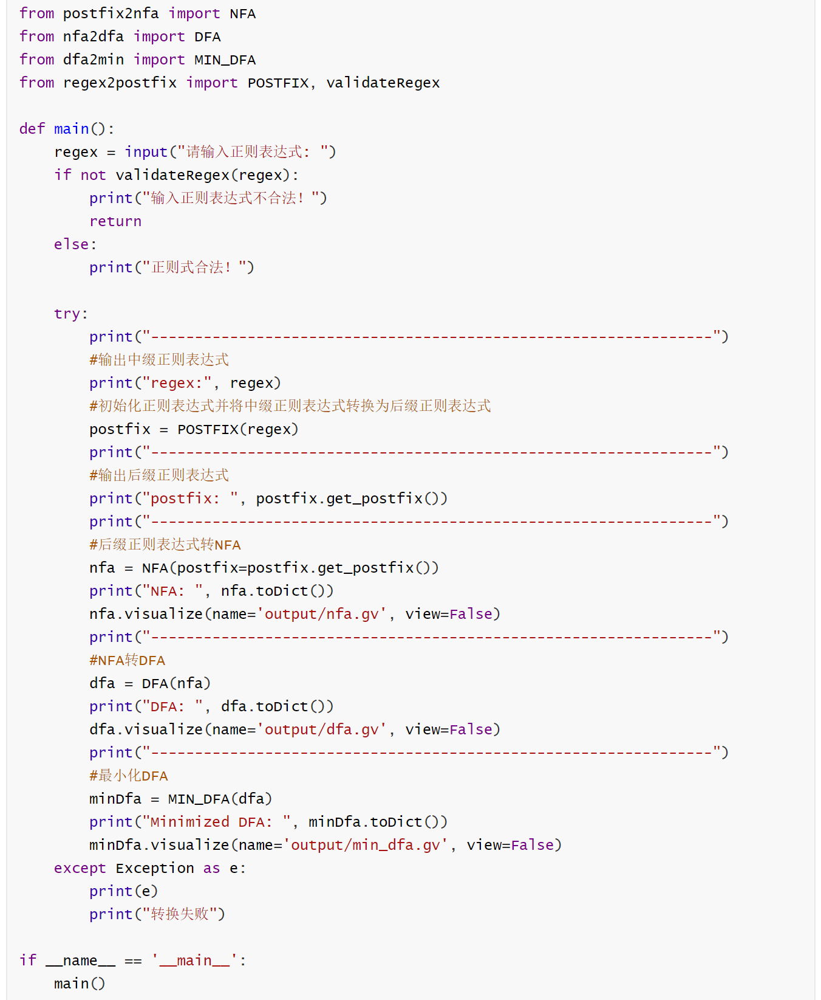 from postfix2nfa import NFA
from nfa2dfa import DFA
from dfa2min import MIN_DFA
from regex2postfix import POSTFIX, validateRegex

def main():
    regex = input("请输入正则表达式: ")
    if not validateRegex(regex):
        print("输入正则表达式不合法！")
        return
    else:
        print("正则式合法！")

    try:
        print("----------------------------------------------------------------")
        #输出中缀正则表达式
        print("regex:", regex)
        #初始化正则表达式并将中缀正则表达式转换为后缀正则表达式
        postfix = POSTFIX(regex)
        print("----------------------------------------------------------------")
        #输出后缀正则表达式
        print("postfix: ", postfix.get_postfix())
        print("----------------------------------------------------------------")
        #后缀正则表达式转NFA
        nfa = NFA(postfix=postfix.get_postfix())
        print("NFA: ", nfa.toDict())
        nfa.visualize(name='output/nfa.gv', view=False)
        print("----------------------------------------------------------------")
        #NFA转DFA
        dfa = DFA(nfa)
        print("DFA: ", dfa.toDict())
        dfa.visualize(name='output/dfa.gv', view=False)
        print("----------------------------------------------------------------")
        #最小化DFA
        minDfa = MIN_DFA(dfa)
        print("Minimized DFA: ", minDfa.toDict())
        minDfa.visualize(name='output/min_dfa.gv', view=False)
    except Exception as e:
        print(e)
        print("转换失败")

if __name__ == '__main__':
    main()